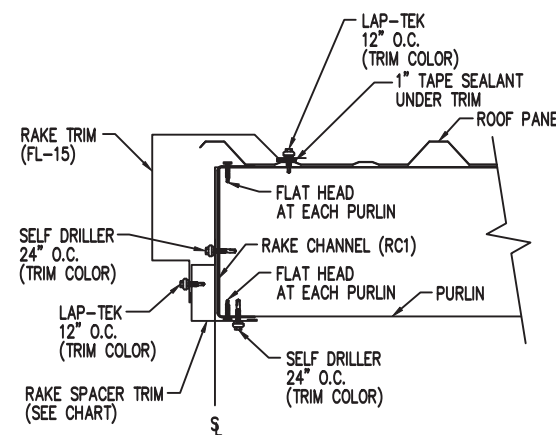 LAP-TEK
12" O.C.
(TRIM COLOR)
1" TAPE SEALANT
UNDER TRIM
ROOF PANE
RAKE TRIM
(FL-15)
FLAT HEAD
AT EACH PURLIN
SELF DRILLER
24" O.C.
(TRIM COLOR)
RAKE CHANNEL (RC1)
FLAT HEAD
AT EACH PURLIN
PURLIN
LAP-TEK
12" O.C.
(TRIM COLOR)
SELF DRILLER
24" O.C.
(TRIM COLOR)
RAKE SPACER TRIM
(SEE CHART)